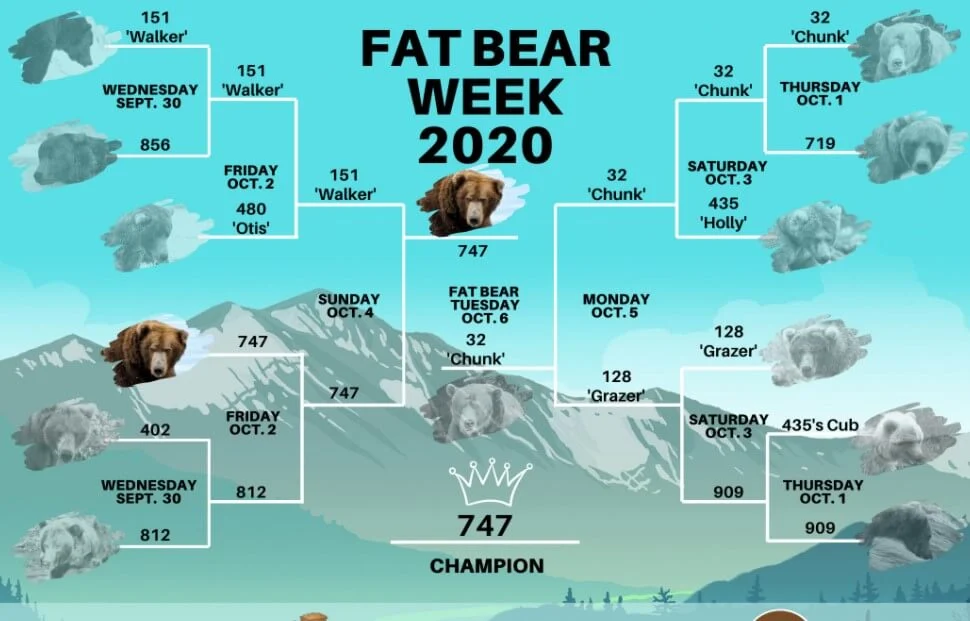 FAT BEAR
WEEK
2020
151
'Walker'
WEDNESDAY
SEPT. 30
856
151
'Walker'
FRIDAY
OCT. 2
480
'Otis'
151
'Walker'
SUNDAY
OCT. 4
747
FRIDAY
OCT. 2
747
402
WEDNESDAY
SEPT. 30
812
812
747
FAT BEAR
TUESDAY
OCT. 6
32
'Chunk'
747
CHAMPION
32
'Chunk'
THURSDAY
OCT. 1
719
32
'Chunk'
SATURDAY
OCT. 3
435
'Holly'
32
'Chunk'
MONDAY
OCT. 5
128
'Grazer'
128
'Grazer'
SATURDAY
OCT. 3
435's Cub
THURSDAY
OCT. 1
909
909